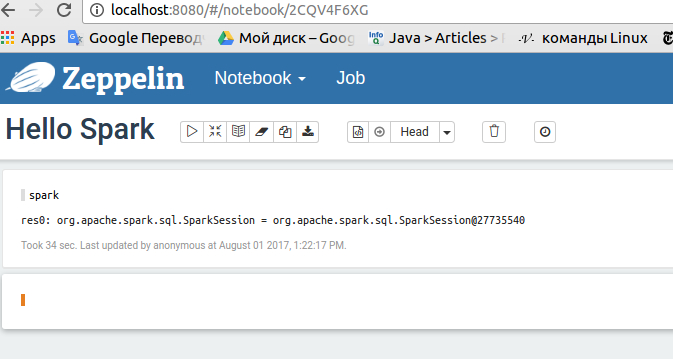 localhost:8080/#/notebook/2CQV4F6XG
Apps Google Перевод Мой диск – Goog Info Q Java > Articles > команды Linux
Zeppelin Notebook Job
Hello Spark Head
spark
res0: org.apache.spark.sql.SparkSession = org.apache.spark.sql.SparkSession@27735540
Took 34 sec. Last updated by anonymous at August 01 2017, 1:22:17 PM.